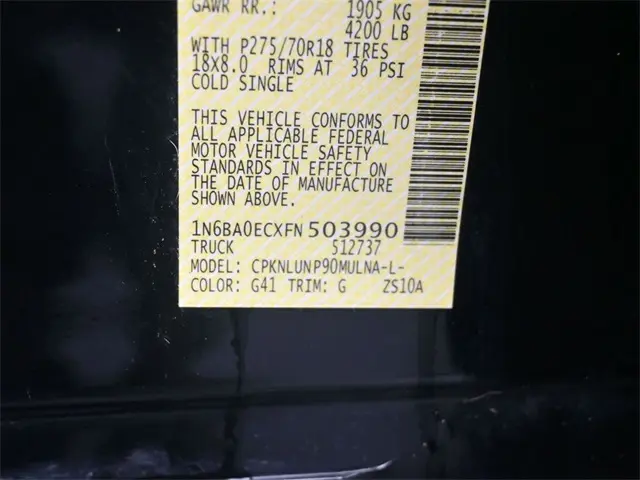 GAWR RR.: 1905 KG
4200 LB
WITH P275/70R18 TIRES
18X8.0 RIMS AT 36 PSI
COLD SINGLE
THIS VEHICLE CONFORMS TO
ALL APPLICABLE FEDERAL
MOTOR VEHICLE SAFETY
STANDARDS IN EFFECT ON
THE DATE OF MANUFACTURE
SHOWN ABOVE.
1N6BA0ECXFN503990
TRUCK 512737
MODEL: CPKNLUNP90MULNA-L-
COLOR: G41 TRIM: G ZS10A